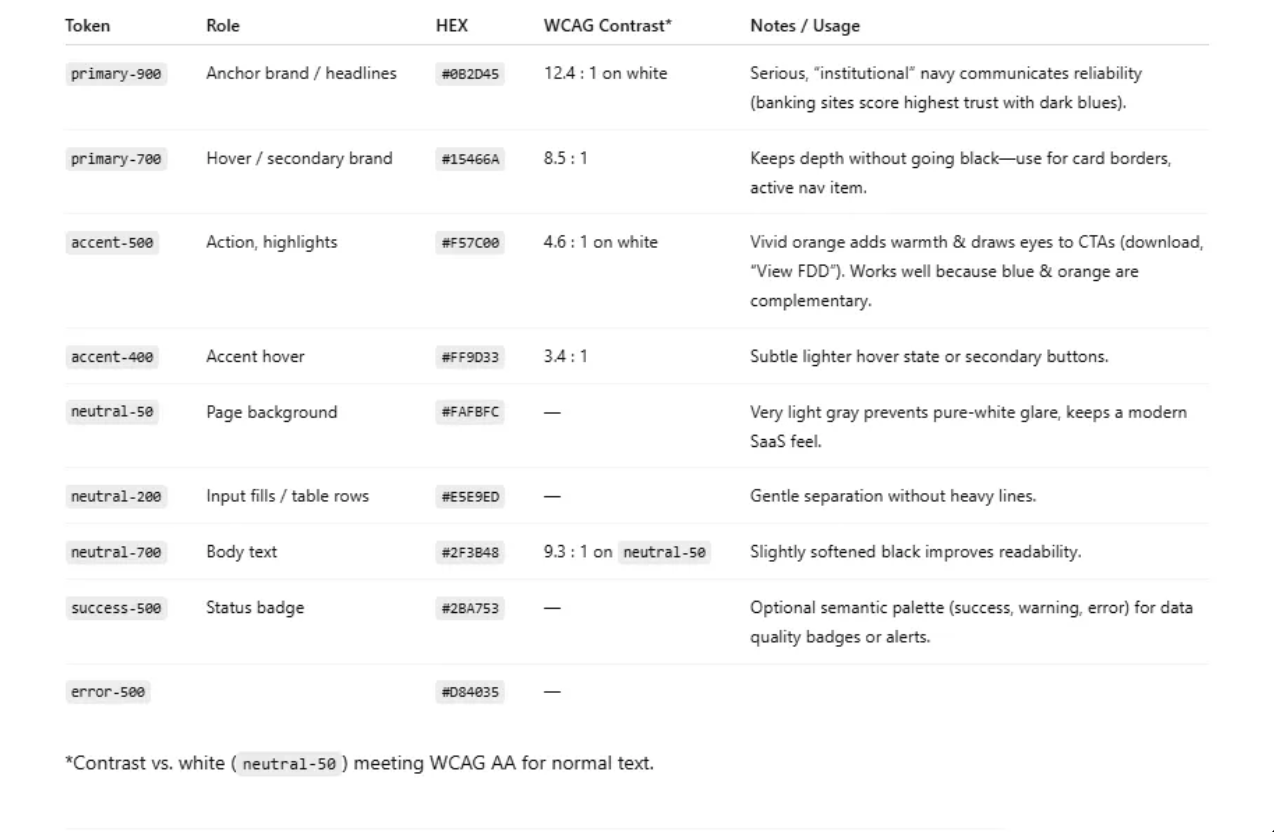 Token Role HEX WCAG Contrast* Notes / Usage
primary-900 Anchor brand / headlines #0B2D45 12.4 : 1 on white Serious, “institutional” navy communicates reliability
(banking sites score highest trust with dark blues).
primary-700 Hover / secondary brand #15466A 8.5 : 1 Keeps depth without going black—use for card borders,
active nav item.
accent-500 Action, highlights #F57C00 4.6 : 1 on white Vivid orange adds warmth & draws eyes to CTAs (download,
“View FDD”). Works well because blue & orange are
complementary.
accent-400 Accent hover #FF9D33 3.4 : 1 Subtle lighter hover state or secondary buttons.
neutral-50 Page background #FAFBFC — Very light gray prevents pure-white glare, keeps a modern
SaaS feel.
neutral-200 Input fills / table rows #E5E9ED — Gentle separation without heavy lines.
neutral-700 Body text #2F3B48 9.3 : 1 on neutral-50 Slightly softened black improves readability.
success-500 Status badge #2BA753 — Optional semantic palette (success, warning, error) for data
quality badges or alerts.
error-500 #D84035 —
*Contrast vs. white (neutral-50) meeting WCAG AA for normal text.